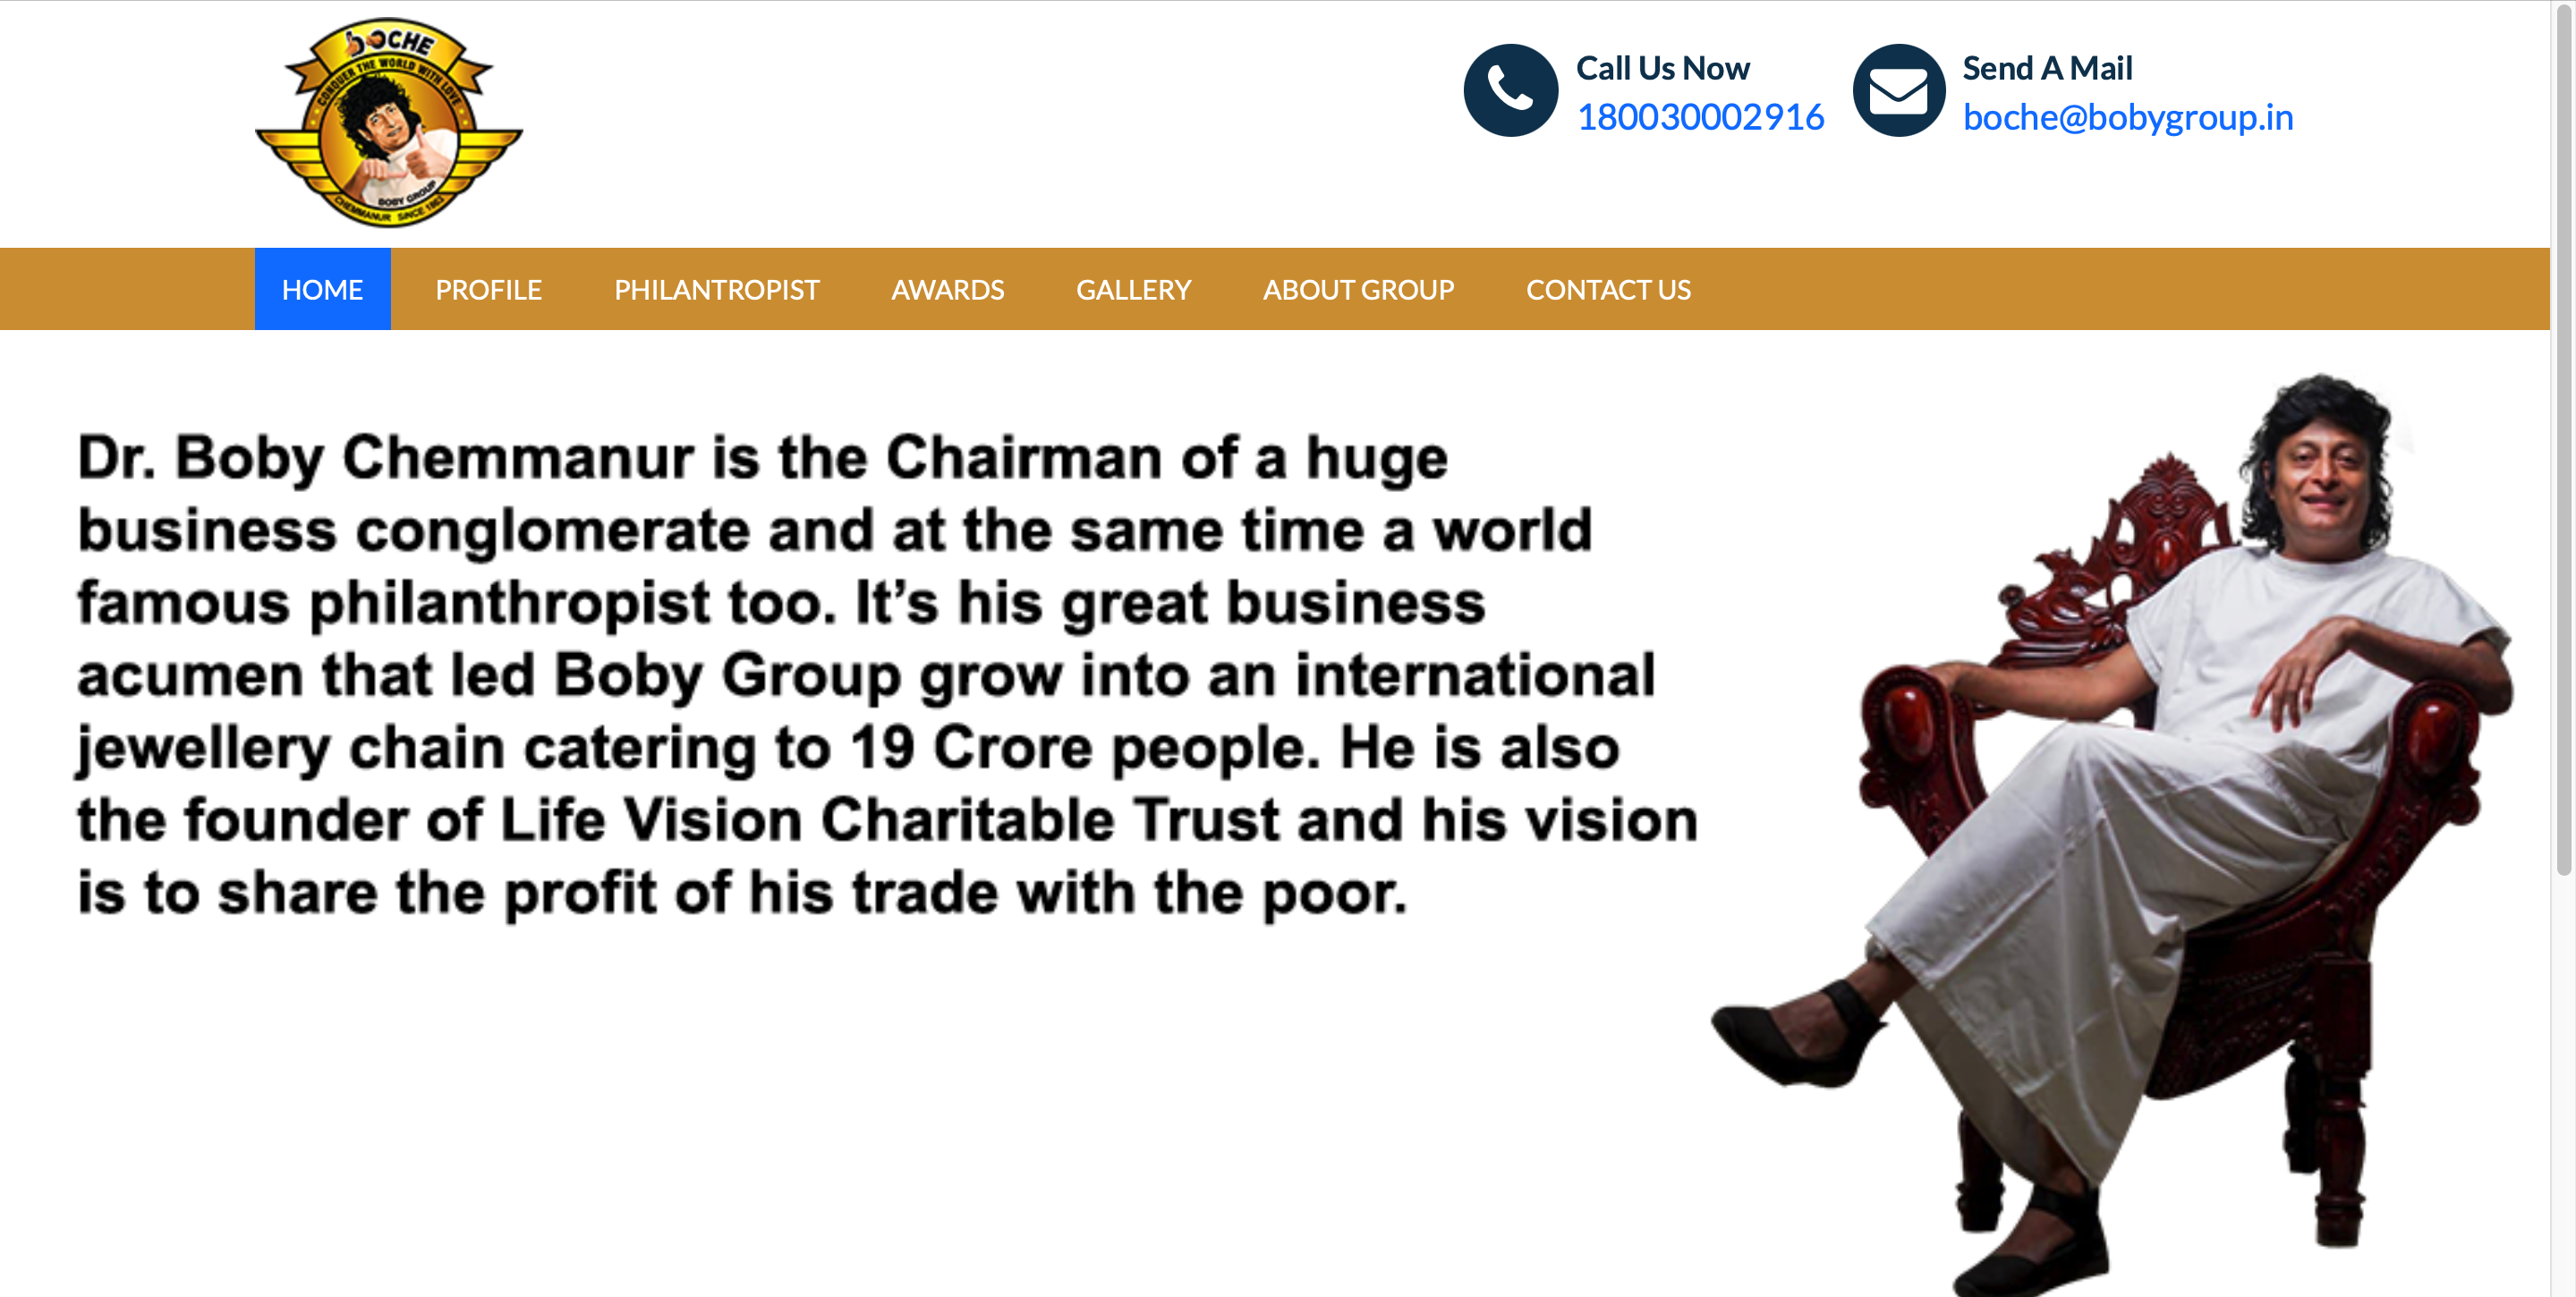 bOCHE
CONQUER THE WORLD WITH LOVE
BOBY GROUP
CHEMMANUR SINCE 1863
Call Us Now
180030002916
Send A Mail
boche@bobygroup.in
HOME
PROFILE
PHILANTROPIST
AWARDS
GALLERY
ABOUT GROUP
CONTACT US
Dr. Boby Chemmanur is the Chairman of a huge
business conglomerate and at the same time a world
famous philanthropist too. It’s his great business
acumen that led Boby Group grow into an international
jewellery chain catering to 19 Crore people. He is also
the founder of Life Vision Charitable Trust and his vision
is to share the profit of his trade with the poor.